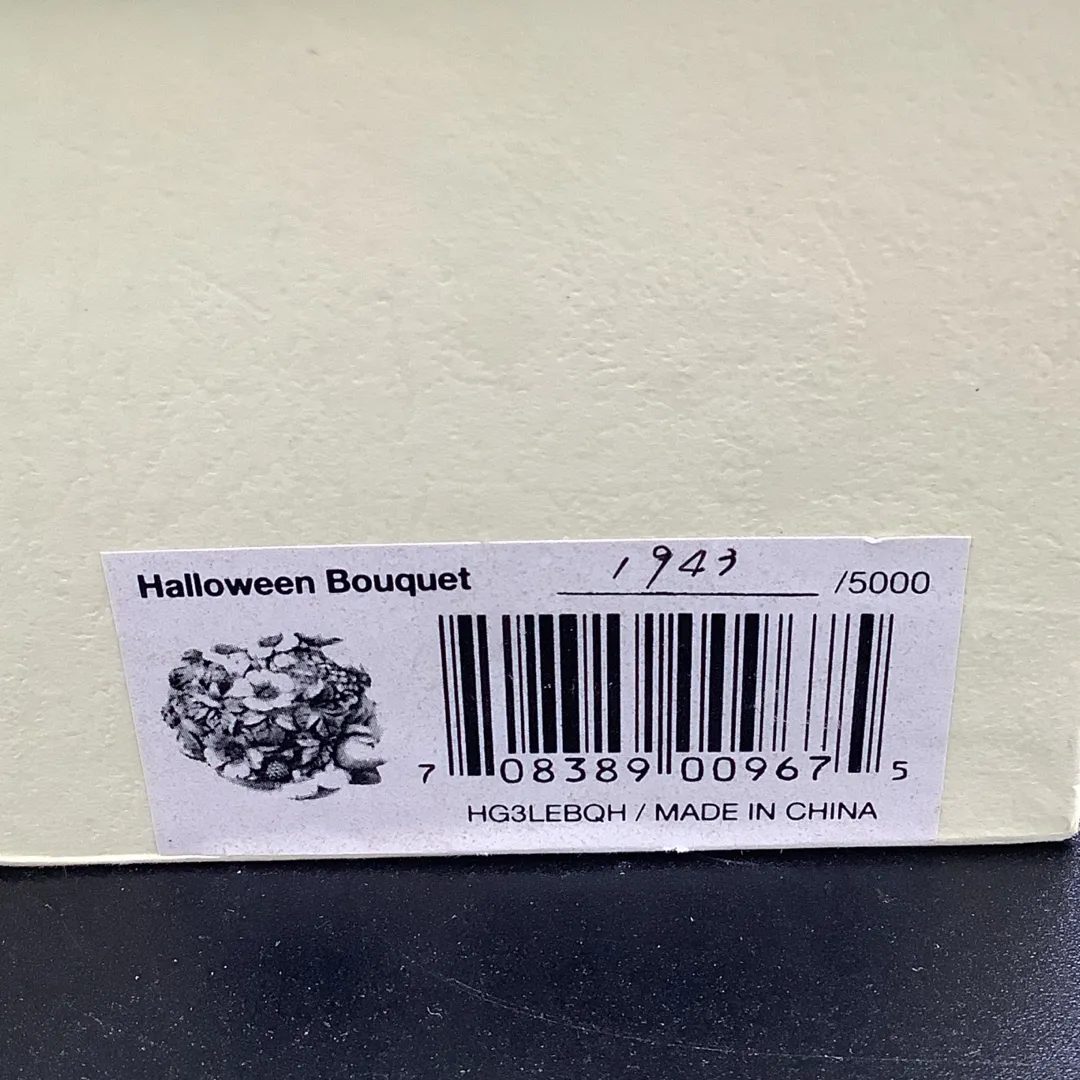 Halloween Bouquet 1943 /5000
7 08389 00967 5
HG3LEBQH / MADE IN CHINA